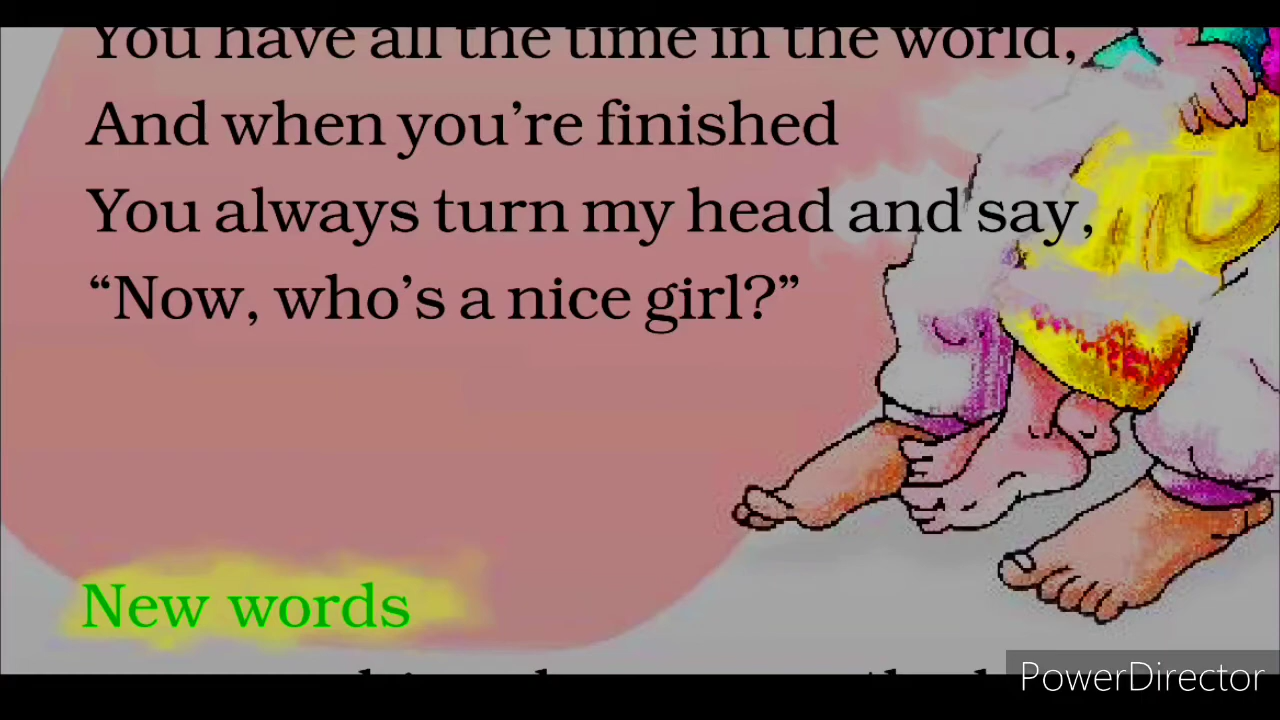 You have all the time in the world,
And when you’re finished
You always turn my head and say,
“Now, who’s a nice girl?”
New words
PowerDirector